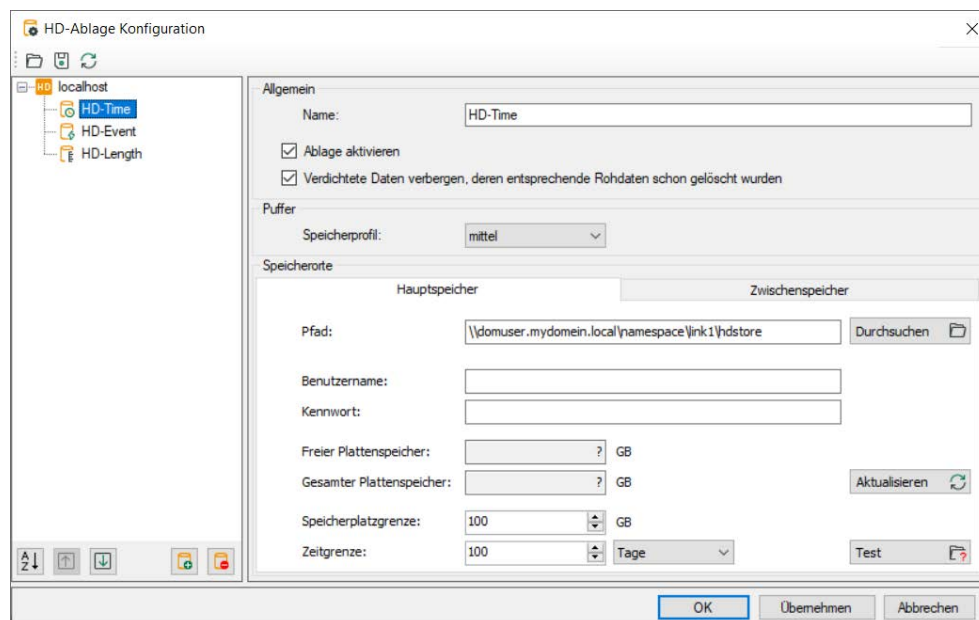 HD-Ablage Konfiguration
HD localhost
HD-Time
HD-Event
HD-Length
Allgemein
Name: HD-Time
Ablage aktivieren
Verdichtete Daten verbergen, deren entsprechende Rohdaten schon gelöscht wurden
Puffer
Speicherprofil: mittel
Speicherorte
Hauptspeicher Zwischenspeicher
Pfad: \\domuser.mydomein.local\namespace\link1\hdstore Durchsuchen
Benutzername:
Kennwort:
Freier Plattenspeicher: ? GB
Gesamter Plattenspeicher: ? GB Aktualisieren
Speicherplatzgrenze: 100 GB
Zeitgrenze: 100 Tage Test
A Z
OK Übernehmen Abbrechen